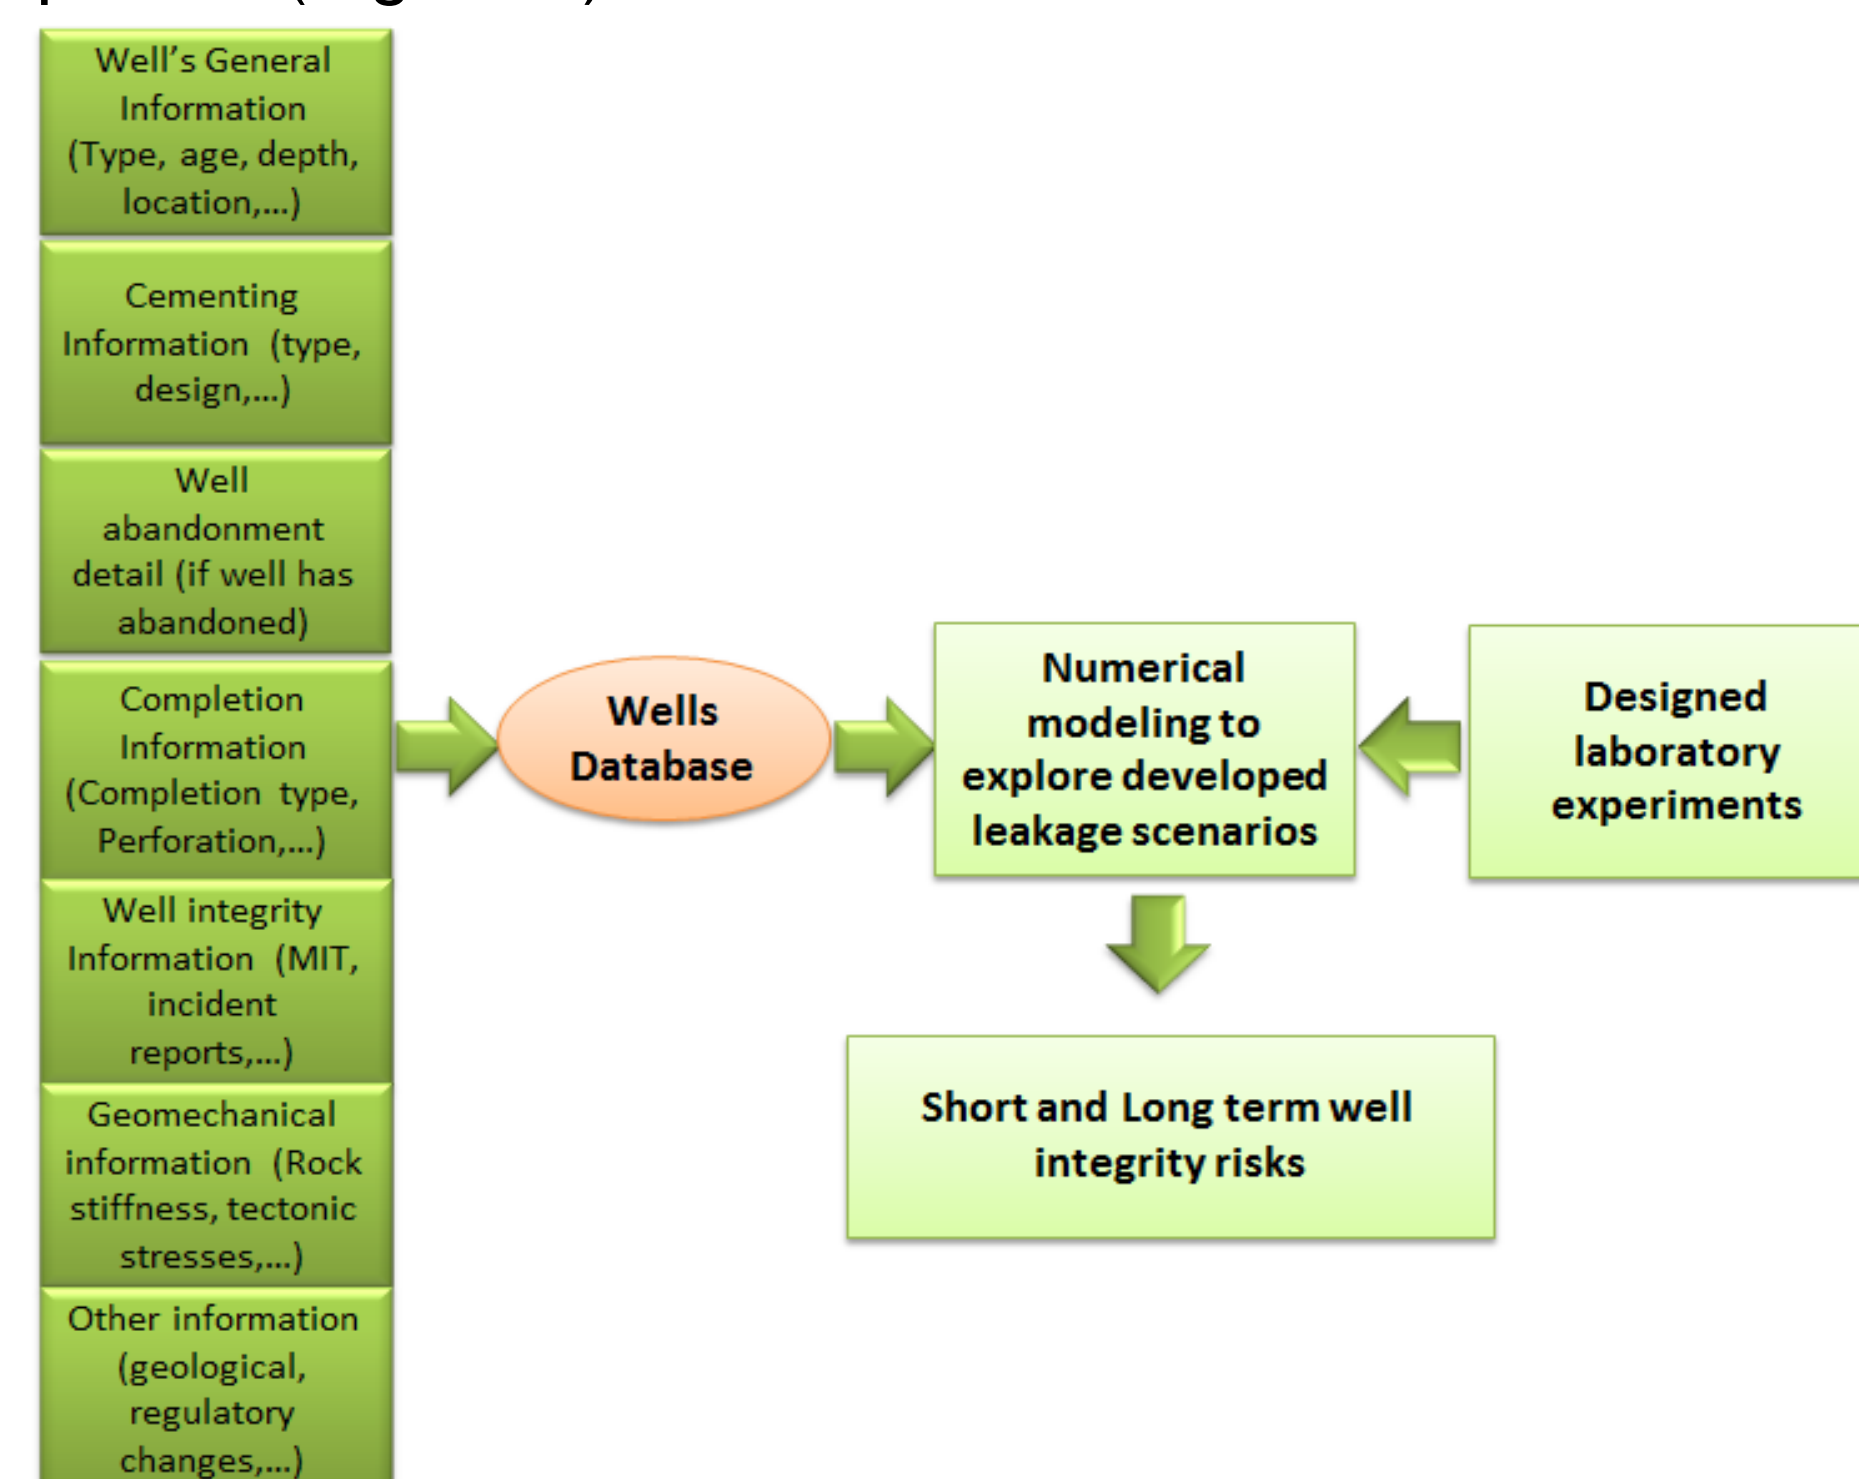 Well's General
Information
(Type, age, depth,
location,...)
Cementing
Information (type,
design,...)
Well
abandonment
detail (if well has
abandoned)
Completion
Information
(Completion type,
Perforation,...)
Well integrity
Information (MIT,
incident
reports,...)
Geomechanical
information (Rock
stiffness, tectonic
stresses,...)
Other information
(geological,
regulatory
changes,...)
Wells
Database
Numerical
modeling to
explore developed
leakage scenarios
Designed
laboratory
experiments
Short and Long term well
integrity risks